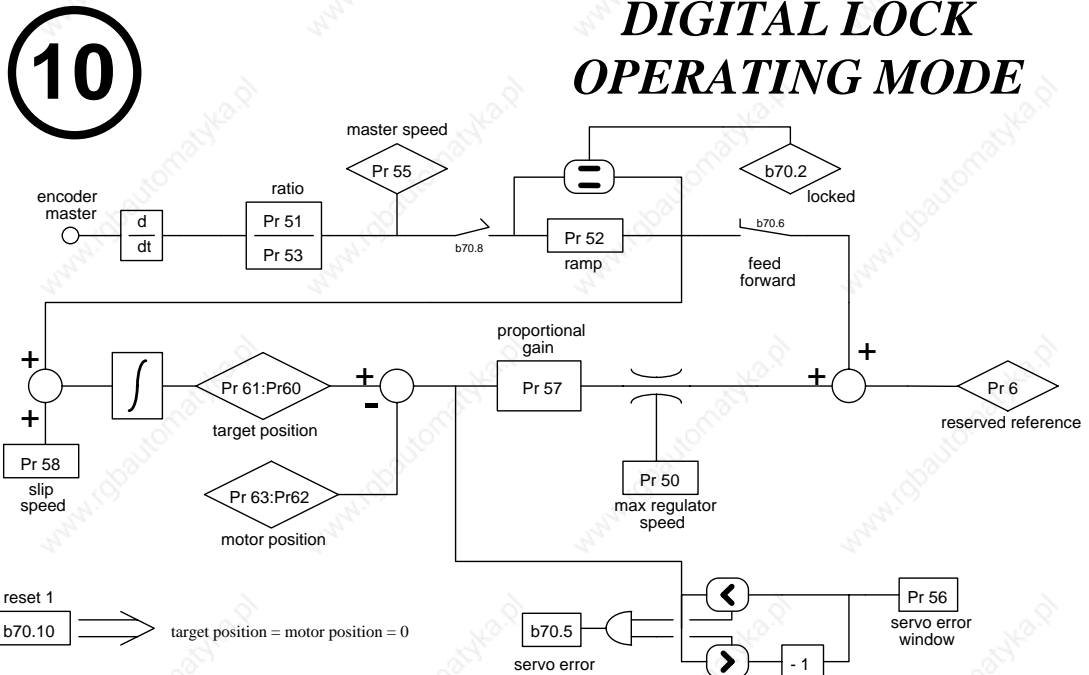 10
DIGITAL LOCK
OPERATING MODE
master speed
Pr 55
b70.2
locked
encoder
master
d
dt
ratio
Pr 51
Pr 53
b70.8
Pr 52
ramp
b70.6
feed
forward
proportional
gain
+
Pr 61:Pr60
target position
+
-
Pr 57
+
+
Pr 6
reserved reference
+
Pr 58
slip
speed
Pr 63:Pr62
motor position
Pr 50
max regulator
speed
reset 1
b70.10
target position = motor position = 0
b70.5
servo error
<
>
- 1
Pr 56
servo error
window
www.rgbautomatyka.pl